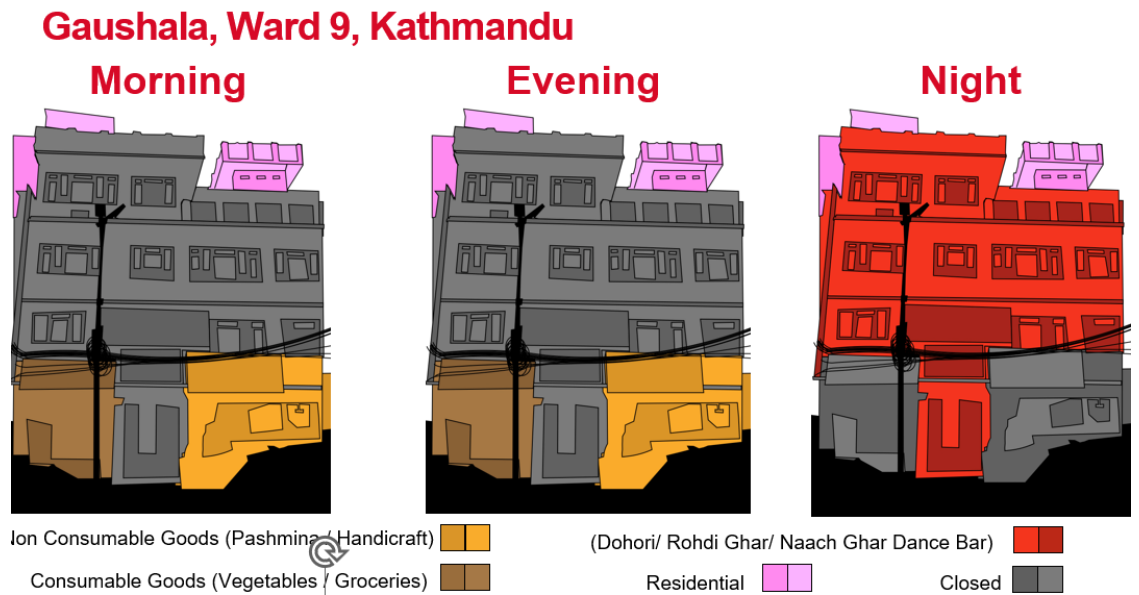 Gaushala, Ward 9, Kathmandu
Morning
Evening
Night
Non Consumable Goods (Pashmina / Handicraft)
(Dohori/ Rohdi Ghar/ Naach Ghar Dance Bar)
Consumable Goods (Vegetables / Groceries)
Residential
Closed